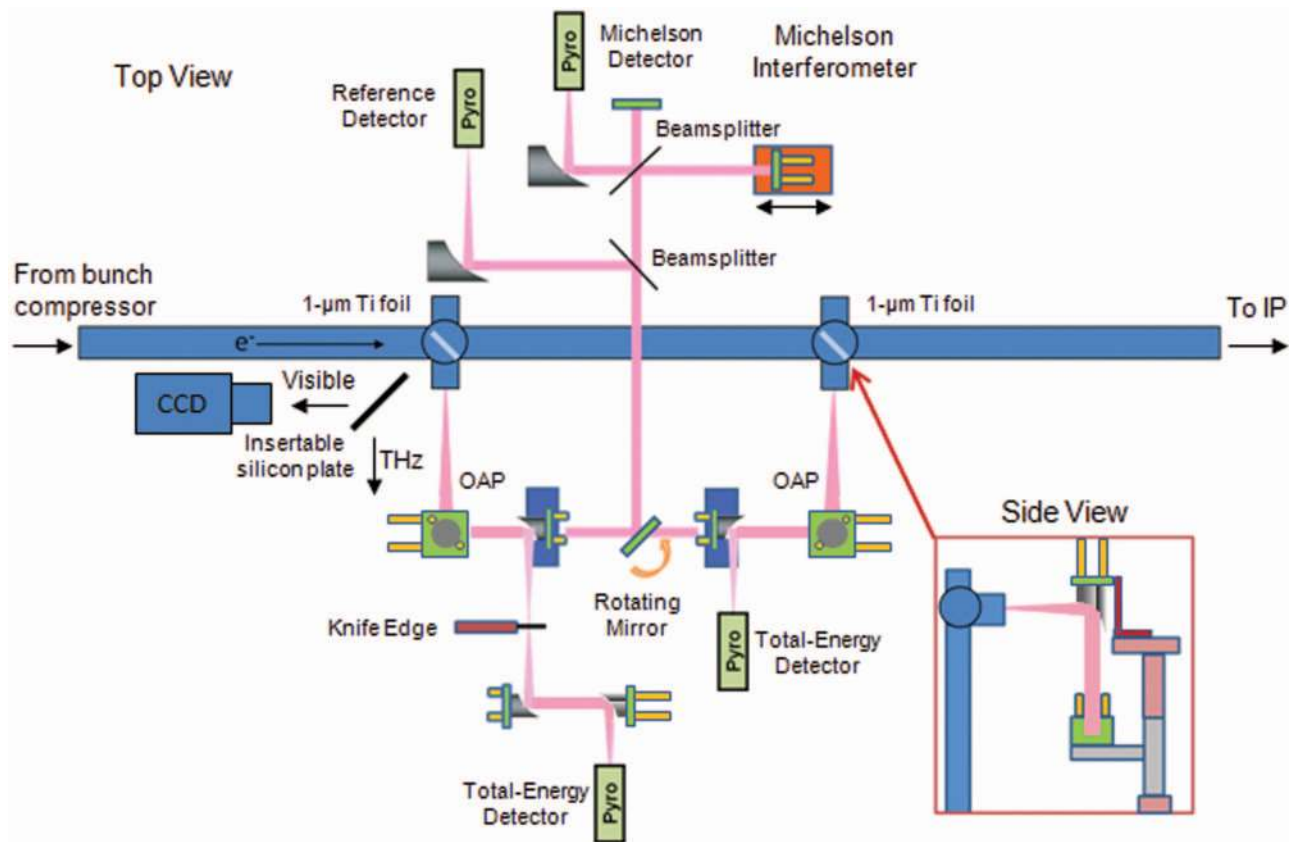 Top View
Pyro
Michelson
Detector
Michelson
Interferometer
Reference
Detector
Pyro
Beamsplitter
Beamsplitter
From bunch
compressor
1-µm Ti foil
1-µm Ti foil
To IP
e-
CCD
Visible
Insertable
silicon plate
THz
OAP
OAP
Side View
Rotating
Mirror
Knife Edge
Pyro
Total-Energy
Detector
Total-Energy
Detector
Pyro